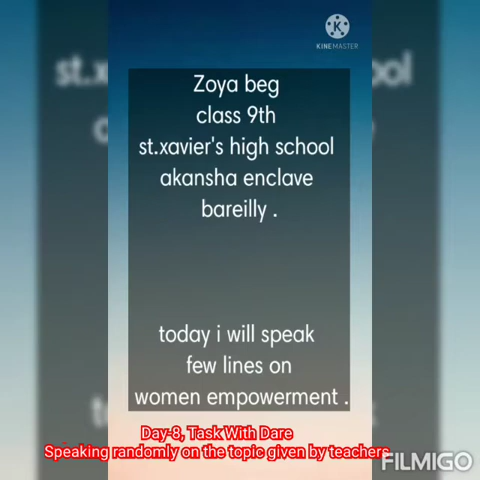 KINEMASTER
Zoya beg
class 9th
st.xavier's high school
akansha enclave
bareilly .
today i will speak
few lines on
women empowerment .
Day-8, Task With Dare
Speaking randomly on the topic given by teachers
FILMIGO